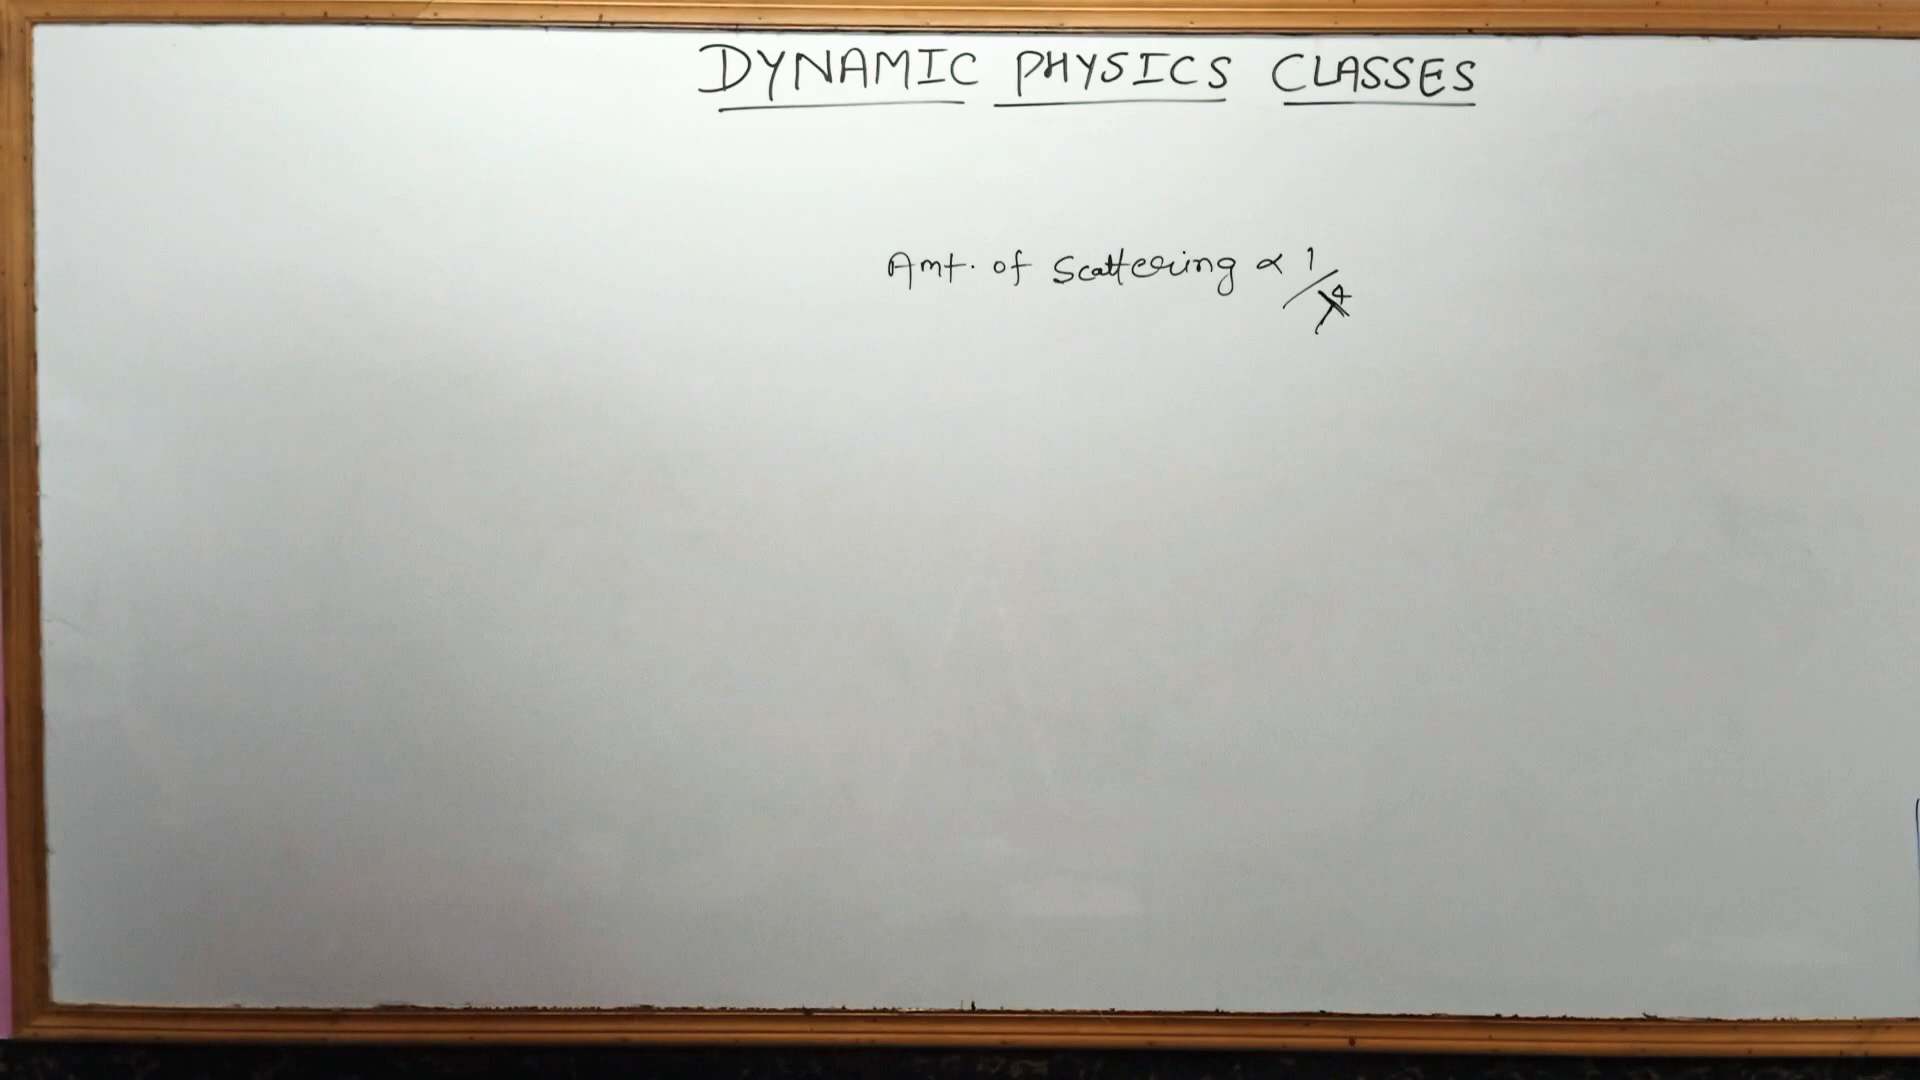 DYNAMIC PHYSICS CLASSES
Amt. of Scattering ∝ 1/λ⁴